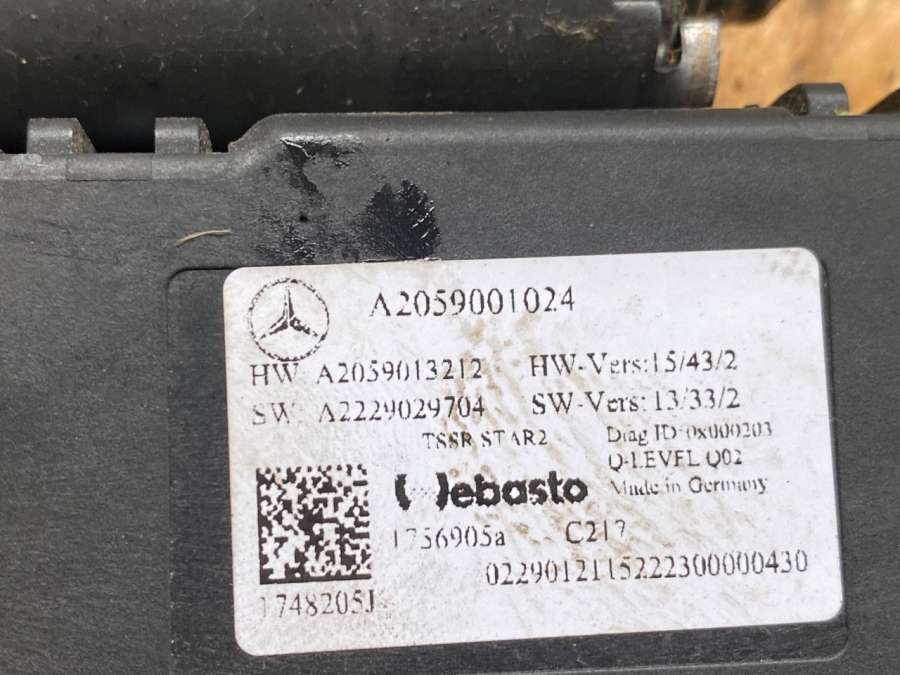 A2059001024
HW A2059013212 HW-Vers:15/43/2
SW A2229029704 SW-Vers:13/33/2
TSSR STAR2 Diag ID:0x000203
Q-LEVEL Q02
Webasto Made in Germany
1756905a C217
0229012115222300000430
1748205J